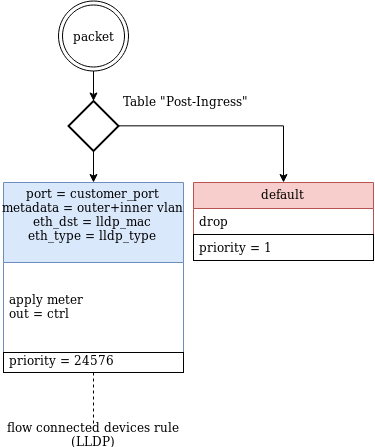 packet
Table "Post-Ingress"
port = customer_port
metadata = outer+inner vlan
eth_dst = lldp_mac
eth_type = lldp_type
apply meter
out = ctrl
priority = 24576
default
drop
priority = 1
flow connected devices rule
(LLDP)